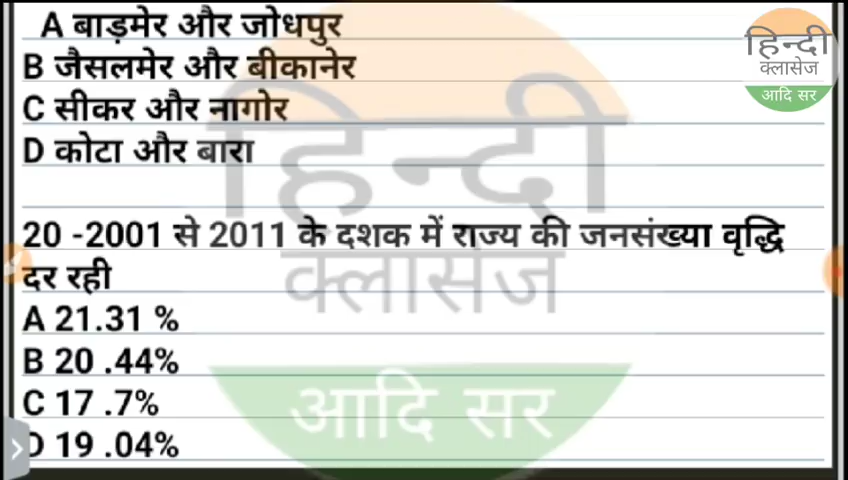 A बाड़मेर और जोधपुर
B जैसलमेर और बीकानेर
C सीकर और नागोर
D कोटा और बारा
20 -2001 से 2011 के दशक में राज्य की जनसंख्या वृद्धि
दर रही
A 21.31 %
B 20 .44%
C 17 .7%
D 19 .04%
हिन्दी
क्लासेज
आदि सर
हिन्दी
क्लासेज
आदि सर